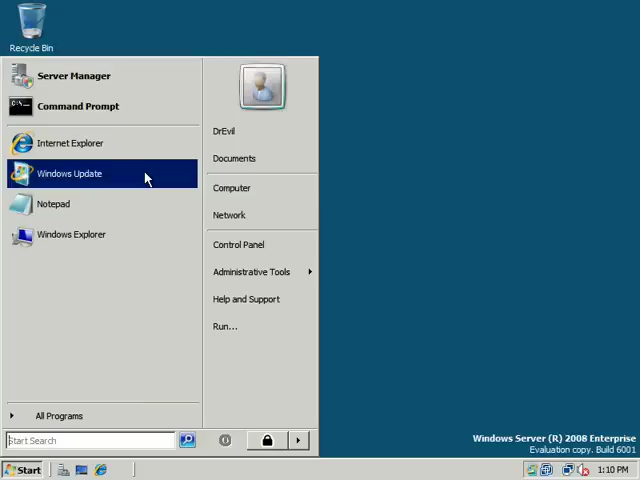 Recycle Bin
Server Manager
Command Prompt
Internet Explorer
Windows Update
Notepad
Windows Explorer
All Programs
Start Search
DrEvil
Documents
Computer
Network
Control Panel
Administrative Tools
Help and Support
Run...
Windows Server (R) 2008 Enterprise
Evaluation copy. Build 6001
Start
1:10 PM